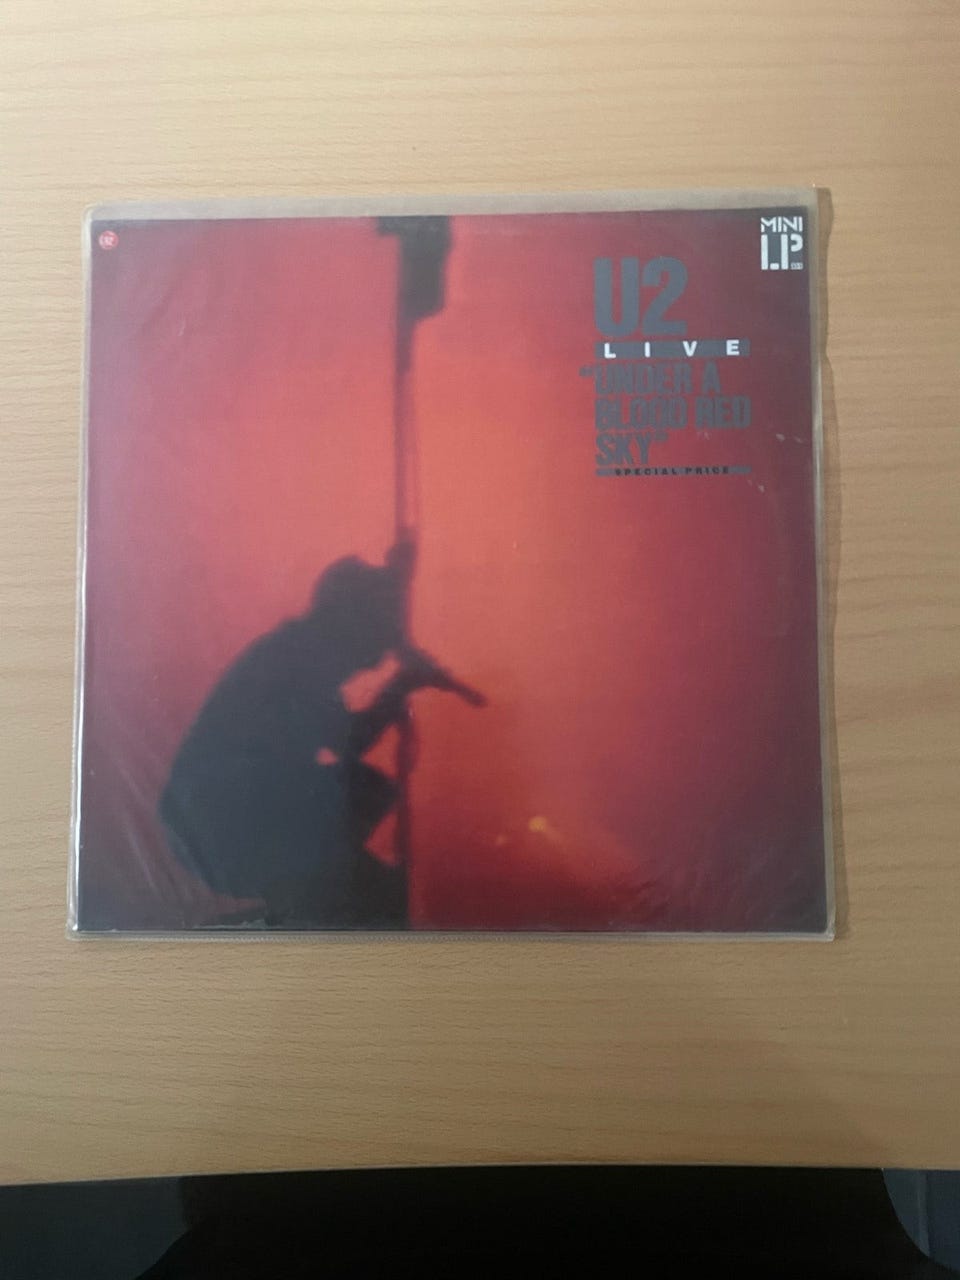 MINI
LP
U2
LIVE
"UNDER A
BLOOD RED
SKY"
SPECIAL PRICE